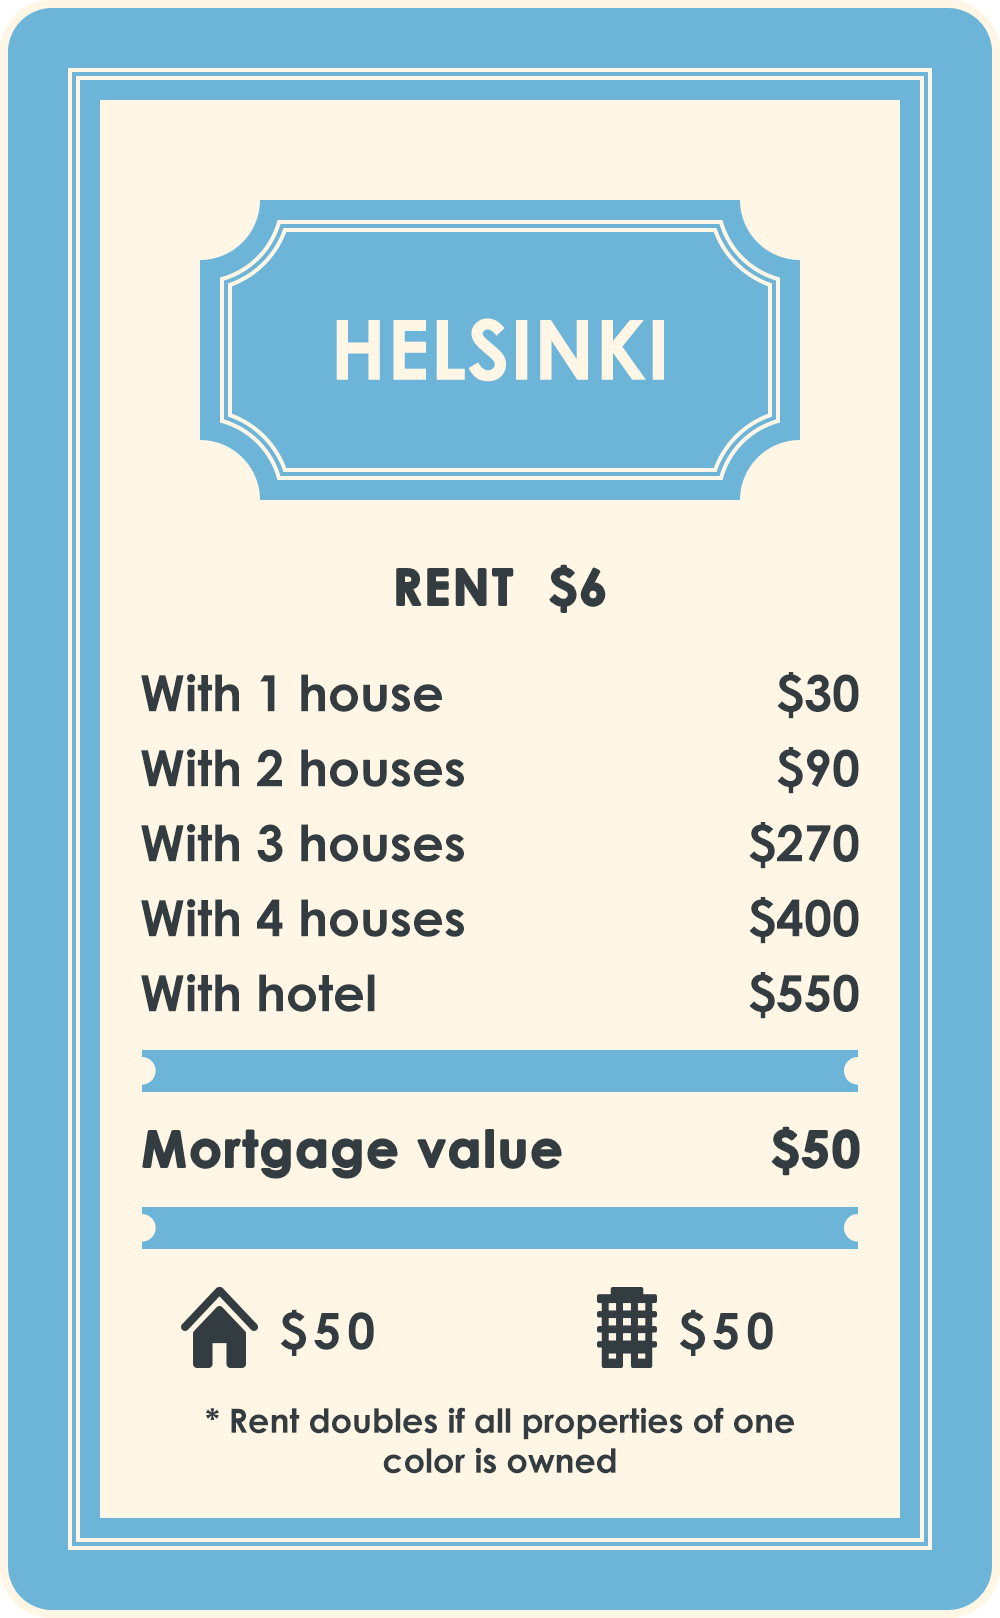 HELSINKI
RENT $6
With 1 house $30
With 2 houses $90
With 3 houses $270
With 4 houses $400
With hotel $550
Mortgage value $50
$50 $50
* Rent doubles if all properties of one
color is owned